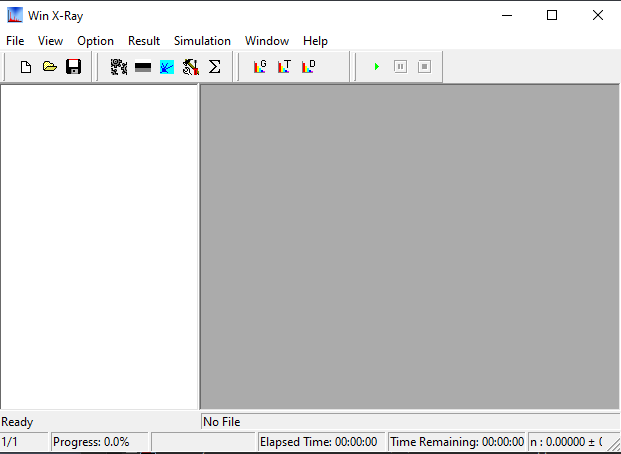 Win X-Ray
File View Option Result Simulation Window Help
G T D
Ready No File
1/1 Progress: 0.0% Elapsed Time: 00:00:00 Time Remaining: 00:00:00 n : 0.00000 ±